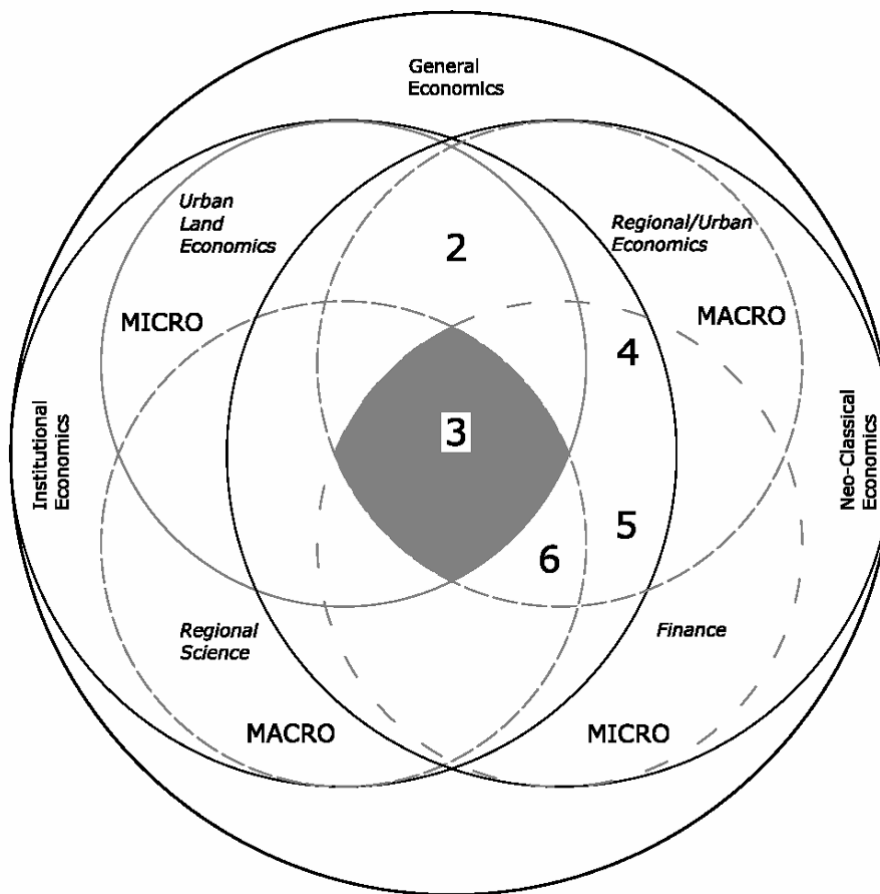 General
Economics
Urban
Land
Economics
Regional/Urban
Economics
2
MICRO
MACRO
4
3
Institutional
Economics
Neo-Classical
Economics
5
6
Regional
Science
Finance
MACRO
MICRO